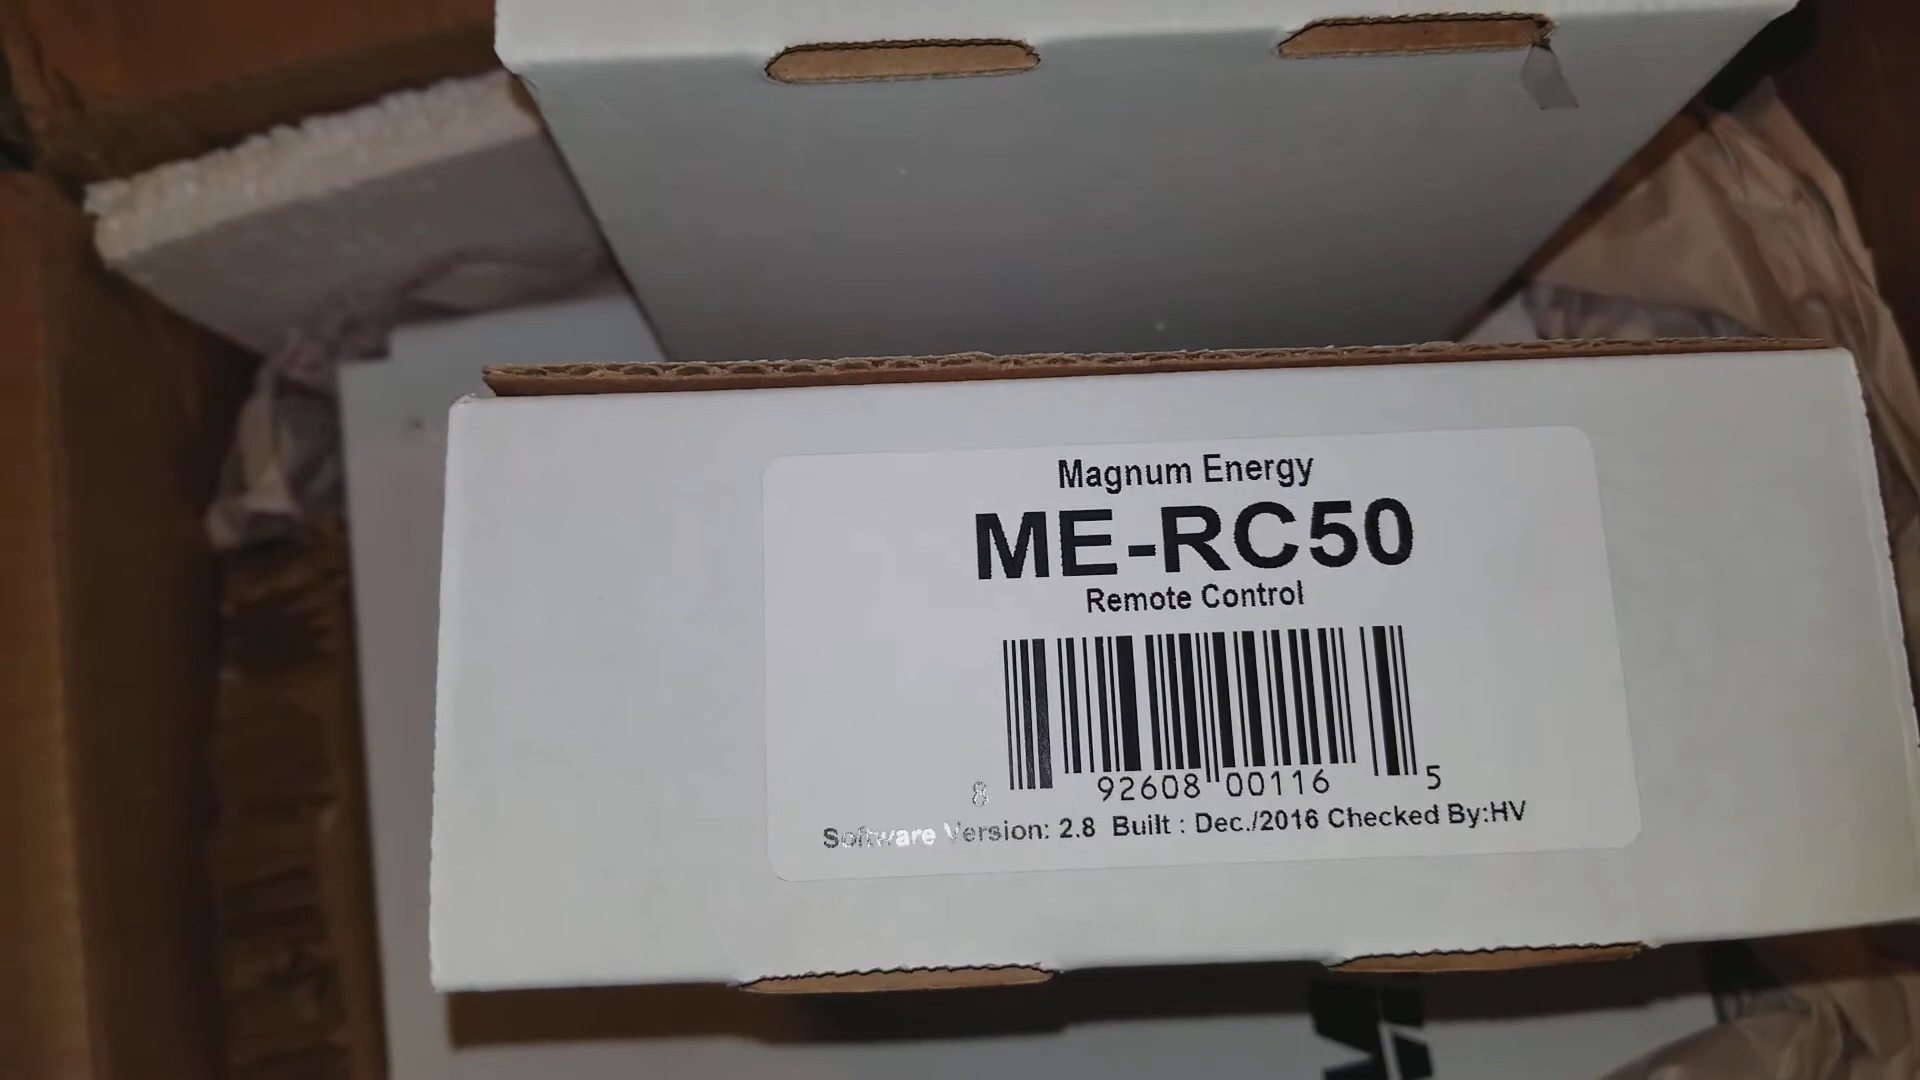 Magnum Energy
ME-RC50
Remote Control
8 92608 00116 5
Software Version: 2.8 Built : Dec./2016 Checked By:HV